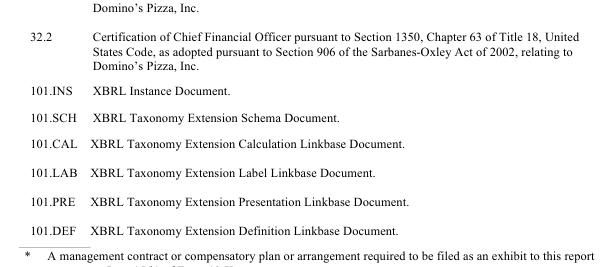 Domino’s Pizza, Inc.
32.2 Certification of Chief Financial Officer pursuant to Section 1350, Chapter 63 of Title 18, United
States Code, as adopted pursuant to Section 906 of the Sarbanes-Oxley Act of 2002, relating to
Domino’s Pizza, Inc.
101.INS XBRL Instance Document.
101.SCH XBRL Taxonomy Extension Schema Document.
101.CAL XBRL Taxonomy Extension Calculation Linkbase Document.
101.LAB XBRL Taxonomy Extension Label Linkbase Document.
101.PRE XBRL Taxonomy Extension Presentation Linkbase Document.
101.DEF XBRL Taxonomy Extension Definition Linkbase Document.
* A management contract or compensatory plan or arrangement required to be filed as an exhibit to this report